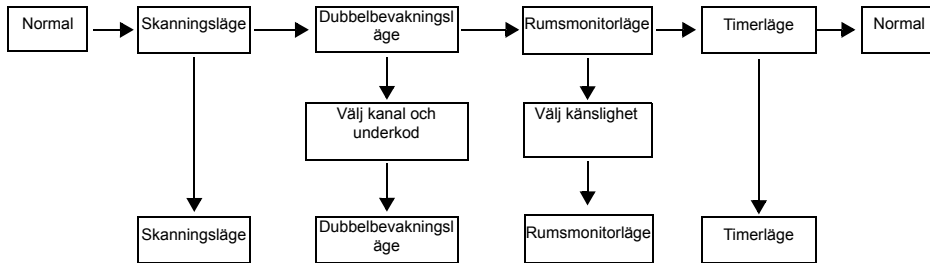 Normal
Skanningsläge
Dubbelbevakningsl
äge
Rumsmonitorläge
Timerläge
Normal
Välj kanal och
underkod
Välj känslighet
Skanningsläge
Dubbelbevakningsl
äge
Rumsmonitorläge
Timerläge